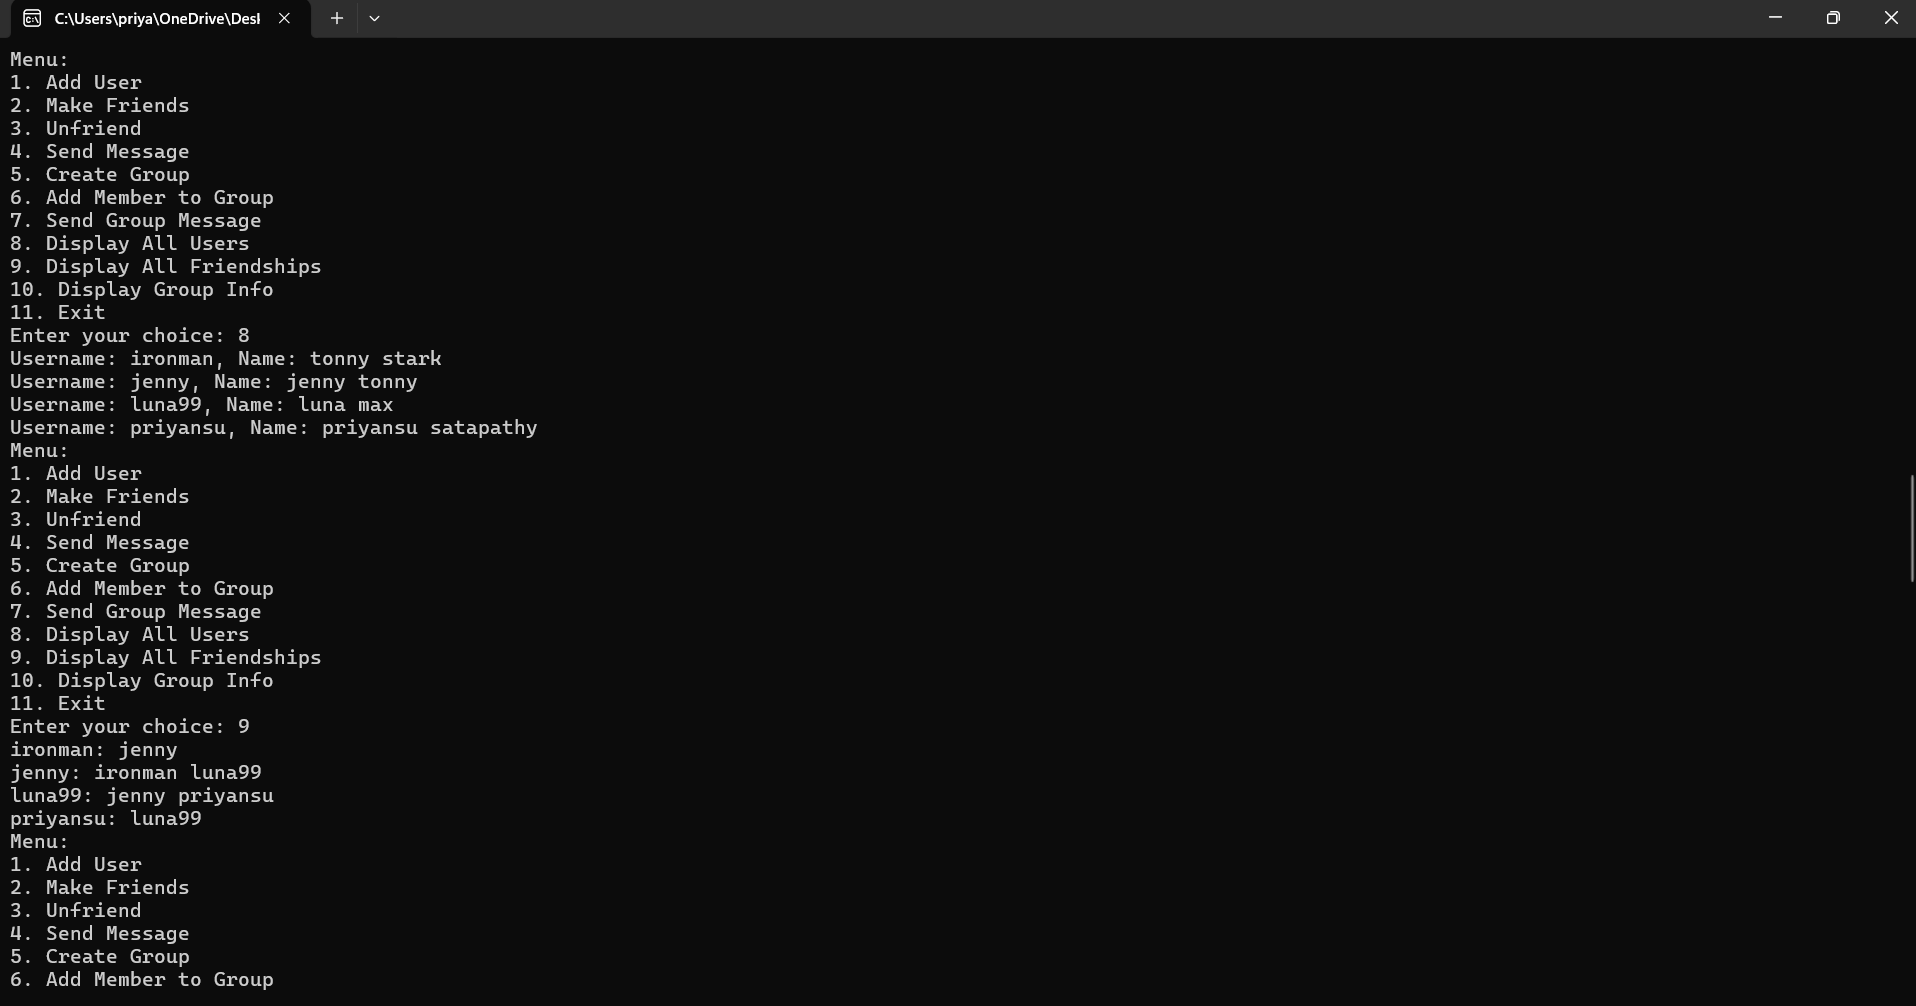 C:\Users\priya\OneDrive\Desl
Menu:
1. Add User
2. Make Friends
3. Unfriend
4. Send Message
5. Create Group
6. Add Member to Group
7. Send Group Message
8. Display All Users
9. Display All Friendships
10. Display Group Info
11. Exit
Enter your choice: 8
Username: ironman, Name: tonny stark
Username: jenny, Name: jenny tonny
Username: luna99, Name: luna max
Username: priyansu, Name: priyansu satapathy
Menu:
1. Add User
2. Make Friends
3. Unfriend
4. Send Message
5. Create Group
6. Add Member to Group
7. Send Group Message
8. Display All Users
9. Display All Friendships
10. Display Group Info
11. Exit
Enter your choice: 9
ironman: jenny
jenny: ironman luna99
luna99: jenny priyansu
priyansu: luna99
Menu:
1. Add User
2. Make Friends
3. Unfriend
4. Send Message
5. Create Group
6. Add Member to Group